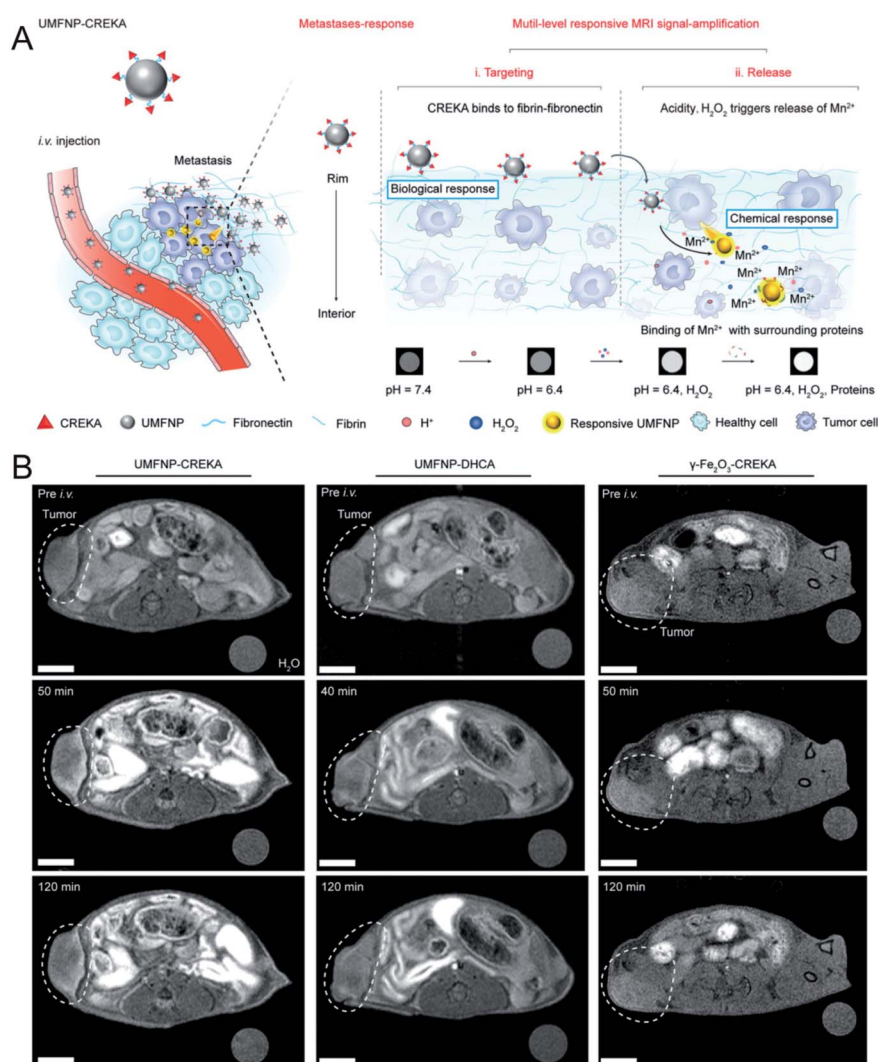 A
UMFNP-CREKA
Metastases-response
Mutil-level responsive MRI signal-amplification
i. Targeting
ii. Release
CREKA binds to fibrin-fibronectin
Acidity, H₂O₂ triggers release of Mn²⁺
i.v. injection
Metastasis
Rim
Interior
Biological response
Chemical response
Mn²⁺
Mn²⁺
Mn²⁺
Mn²⁺
Mn²⁺
Mn²⁺
Mn²⁺
Binding of Mn²⁺ with surrounding proteins
pH = 7.4
pH = 6.4
pH = 6.4, H₂O₂
pH = 6.4, H₂O₂, Proteins
CREKA
UMFNP
Fibronectin
Fibrin
H⁺
H₂O₂
Responsive UMFNP
Healthy cell
Tumor cell
B
UMFNP-CREKA
UMFNP-DHCA
γ-Fe₂O₃-CREKA
Pre i.v.
Tumor
H₂O
Pre i.v.
Tumor
Pre i.v.
Tumor
50 min
40 min
50 min
120 min
120 min
120 min